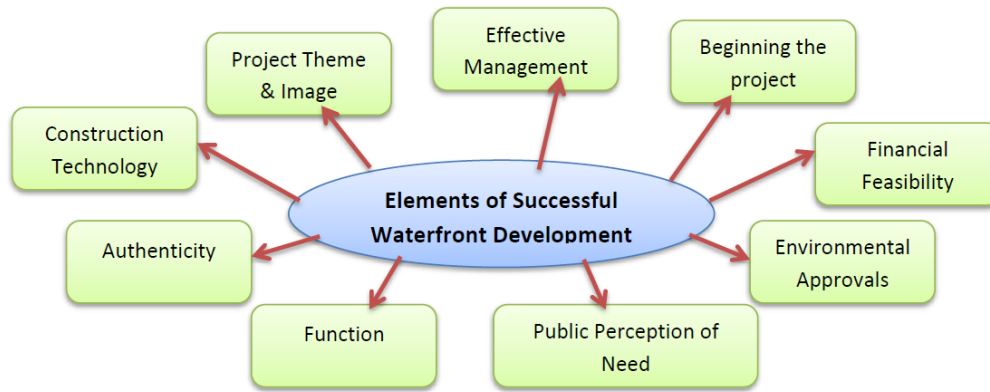 Effective
Management
Beginning the
project
Project Theme
& Image
Construction
Technology
Financial
Feasibility
Elements of Successful
Waterfront Development
Authenticity
Environmental
Approvals
Function
Public Perception of
Need